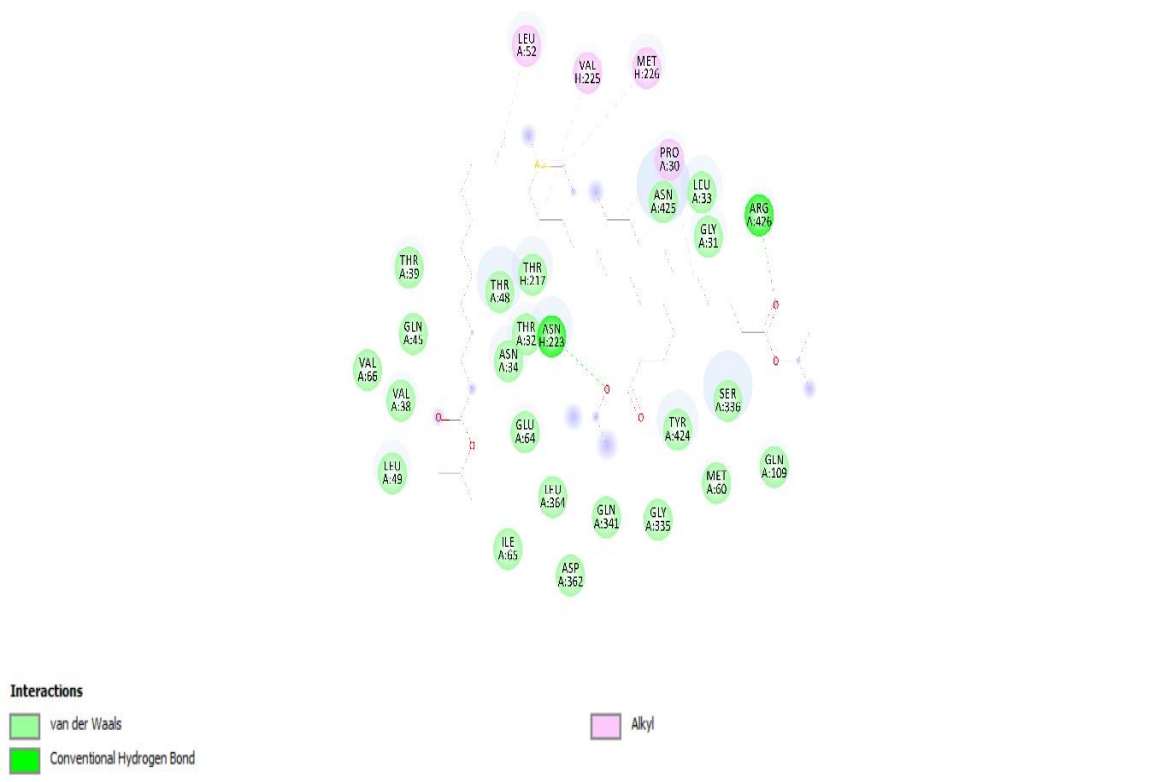 LEU
A:52
VAL
H:225
MET
H:226
PRO
A:30
ASN
A:425
LEU
A:33
ARG
A:426
GLY
A:31
THR
A:39
THR
H:217
THR
A:48
O
GLN
A:45
THR
A:32
ASN
H:223
ASN
A:34
O
VAL
A:66
VAL
A:38
O
SER
A:336
O
O
TYR
A:424
GLU
A:64
O
LEU
A:49
GLN
A:109
MET
A:60
LEU
A:364
GLN
A:341
GLY
A:335
ILE
A:65
ASP
A:362
Interactions
van der Waals
Conventional Hydrogen Bond
Alkyl